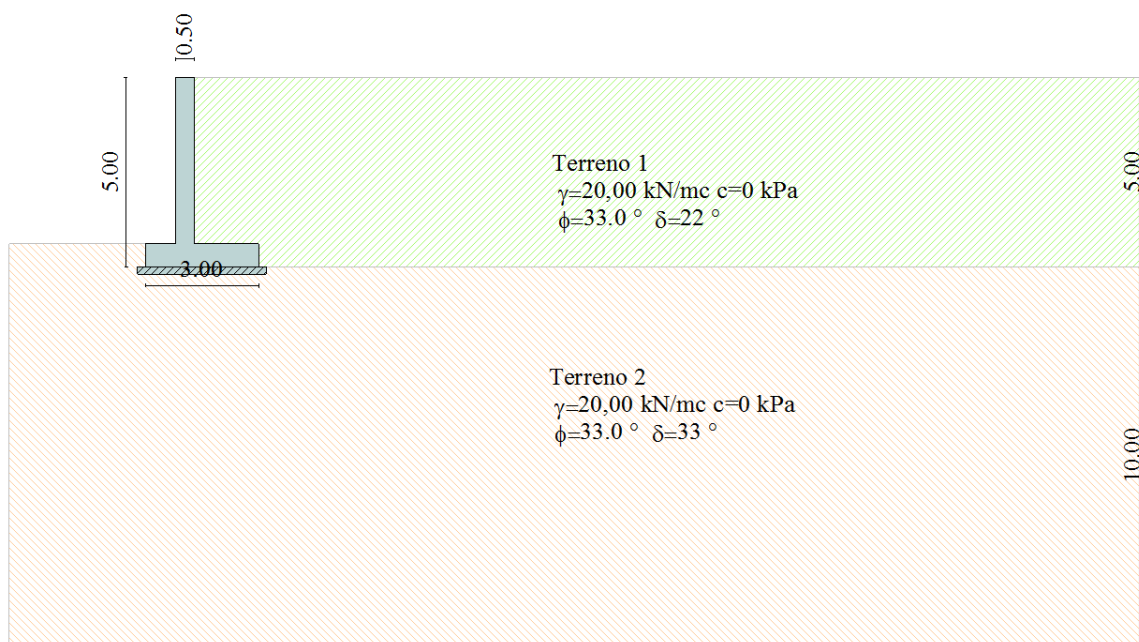 0.50
5.00
3.00
Terreno 1
γ=20,00 kN/mc c=0 kPa
ϕ=33.0 ° δ=22 °
5.00
Terreno 2
γ=20,00 kN/mc c=0 kPa
ϕ=33.0 ° δ=33 °
10.00